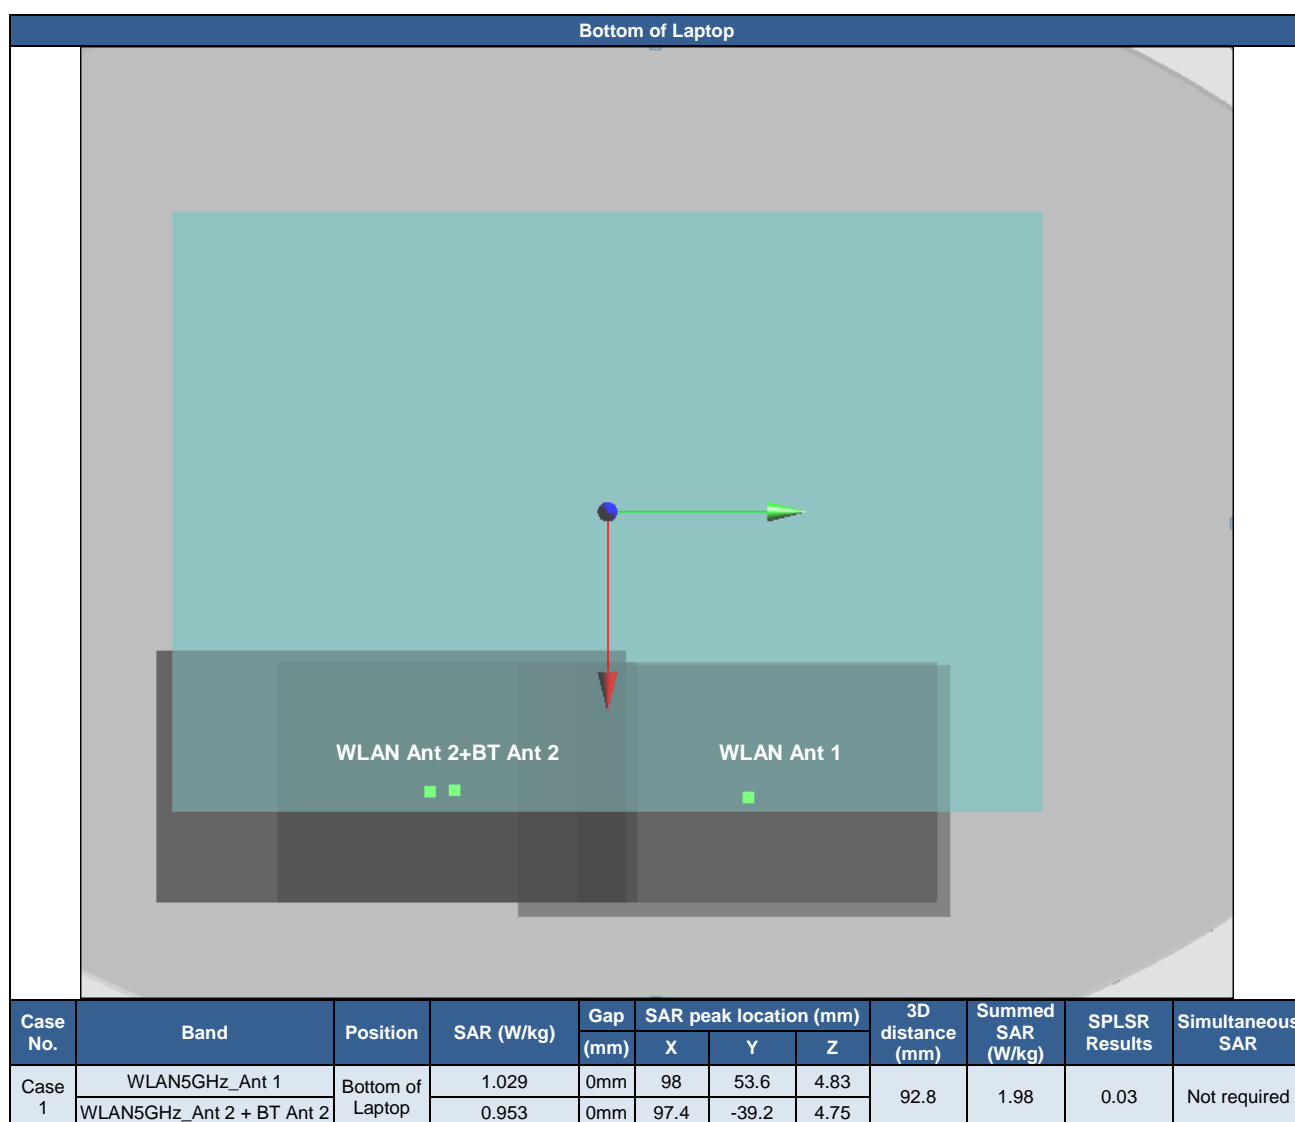 Bottom of Laptop
WLAN Ant 2+BT Ant 2
WLAN Ant 1
Case No.
Band
Position
SAR (W/kg)
Gap (mm)
SAR peak location (mm)
X
Y
Z
3D distance (mm)
Summed SAR (W/kg)
SPLSR Results
Simultaneous SAR
Case 1
WLAN5GHz_Ant 1
Bottom of Laptop
1.029
0mm
98
53.6
4.83
92.8
1.98
0.03
Not required
WLAN5GHz_Ant 2 + BT Ant 2
0.953
0mm
97.4
-39.2
4.75